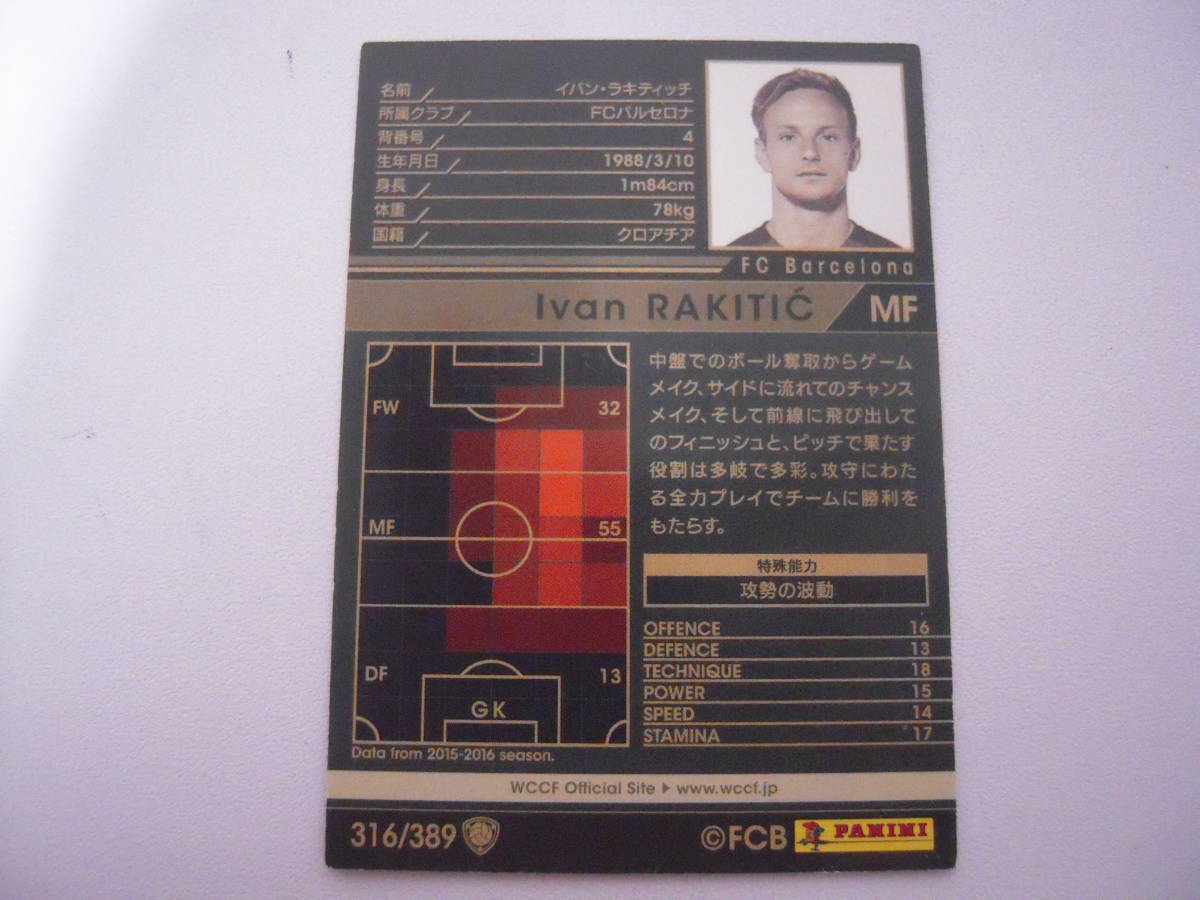 名前 イバン・ラキティッチ
所属クラブ FCバルセロナ
背番号 4
生年月日 1988/3/10
身長 1m84cm
体重 78kg
国籍 クロアチア
FC Barcelona
Ivan RAKITIĆ MF
FW 32
MF 55
DF 13
GK
Data from 2015-2016 season.
中盤でのボール奪取からゲーム
メイク、サイドに流れてのチャンス
メイク、そして前線に飛び出して
のフィニッシュと、ピッチで果たす
役割は多岐で多彩。攻守にわた
る全力プレイでチームに勝利を
もたらす。
特殊能力
攻勢の波動
OFFENCE 16
DEFENCE 13
TECHNIQUE 18
POWER 15
SPEED 14
STAMINA 17
WCCF Official Site ▶ www.wccf.jp
316/389
©FCB PANINI